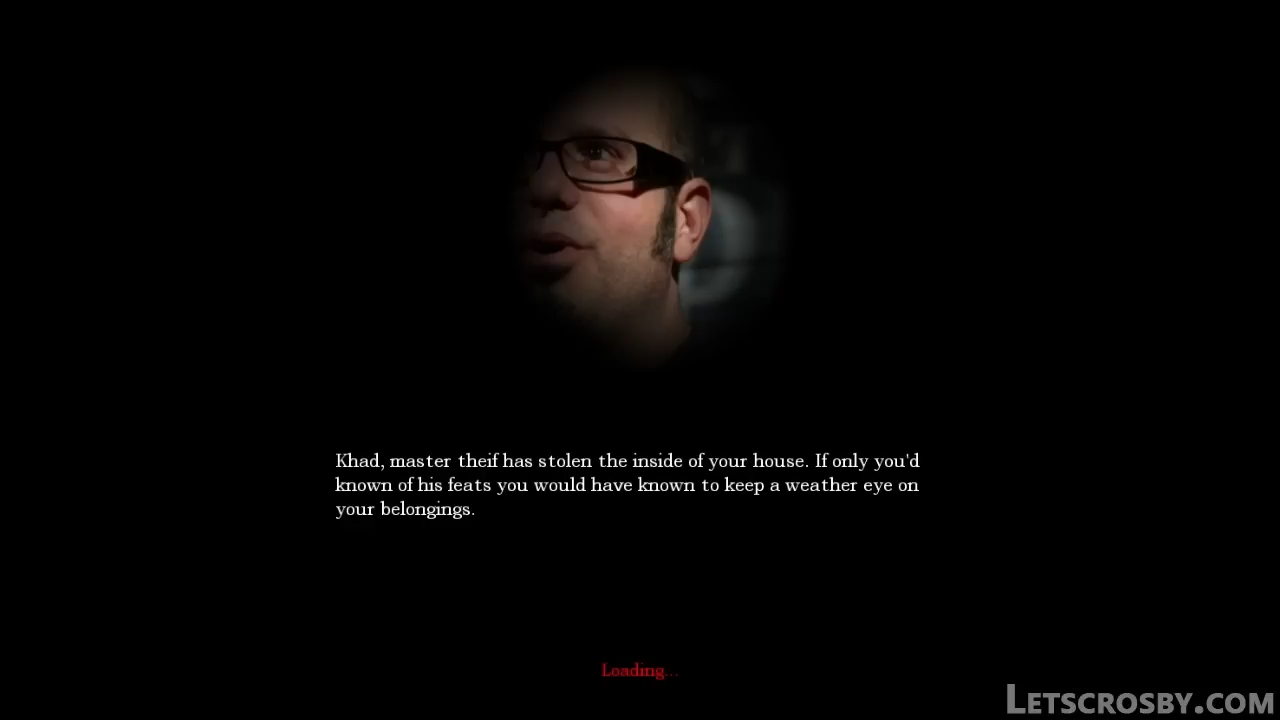 Khad, master theif has stolen the inside of your house. If only you'd
known of his feats you would have known to keep a weather eye on
your belongings.
Loading...
LETSCROSBY.COM